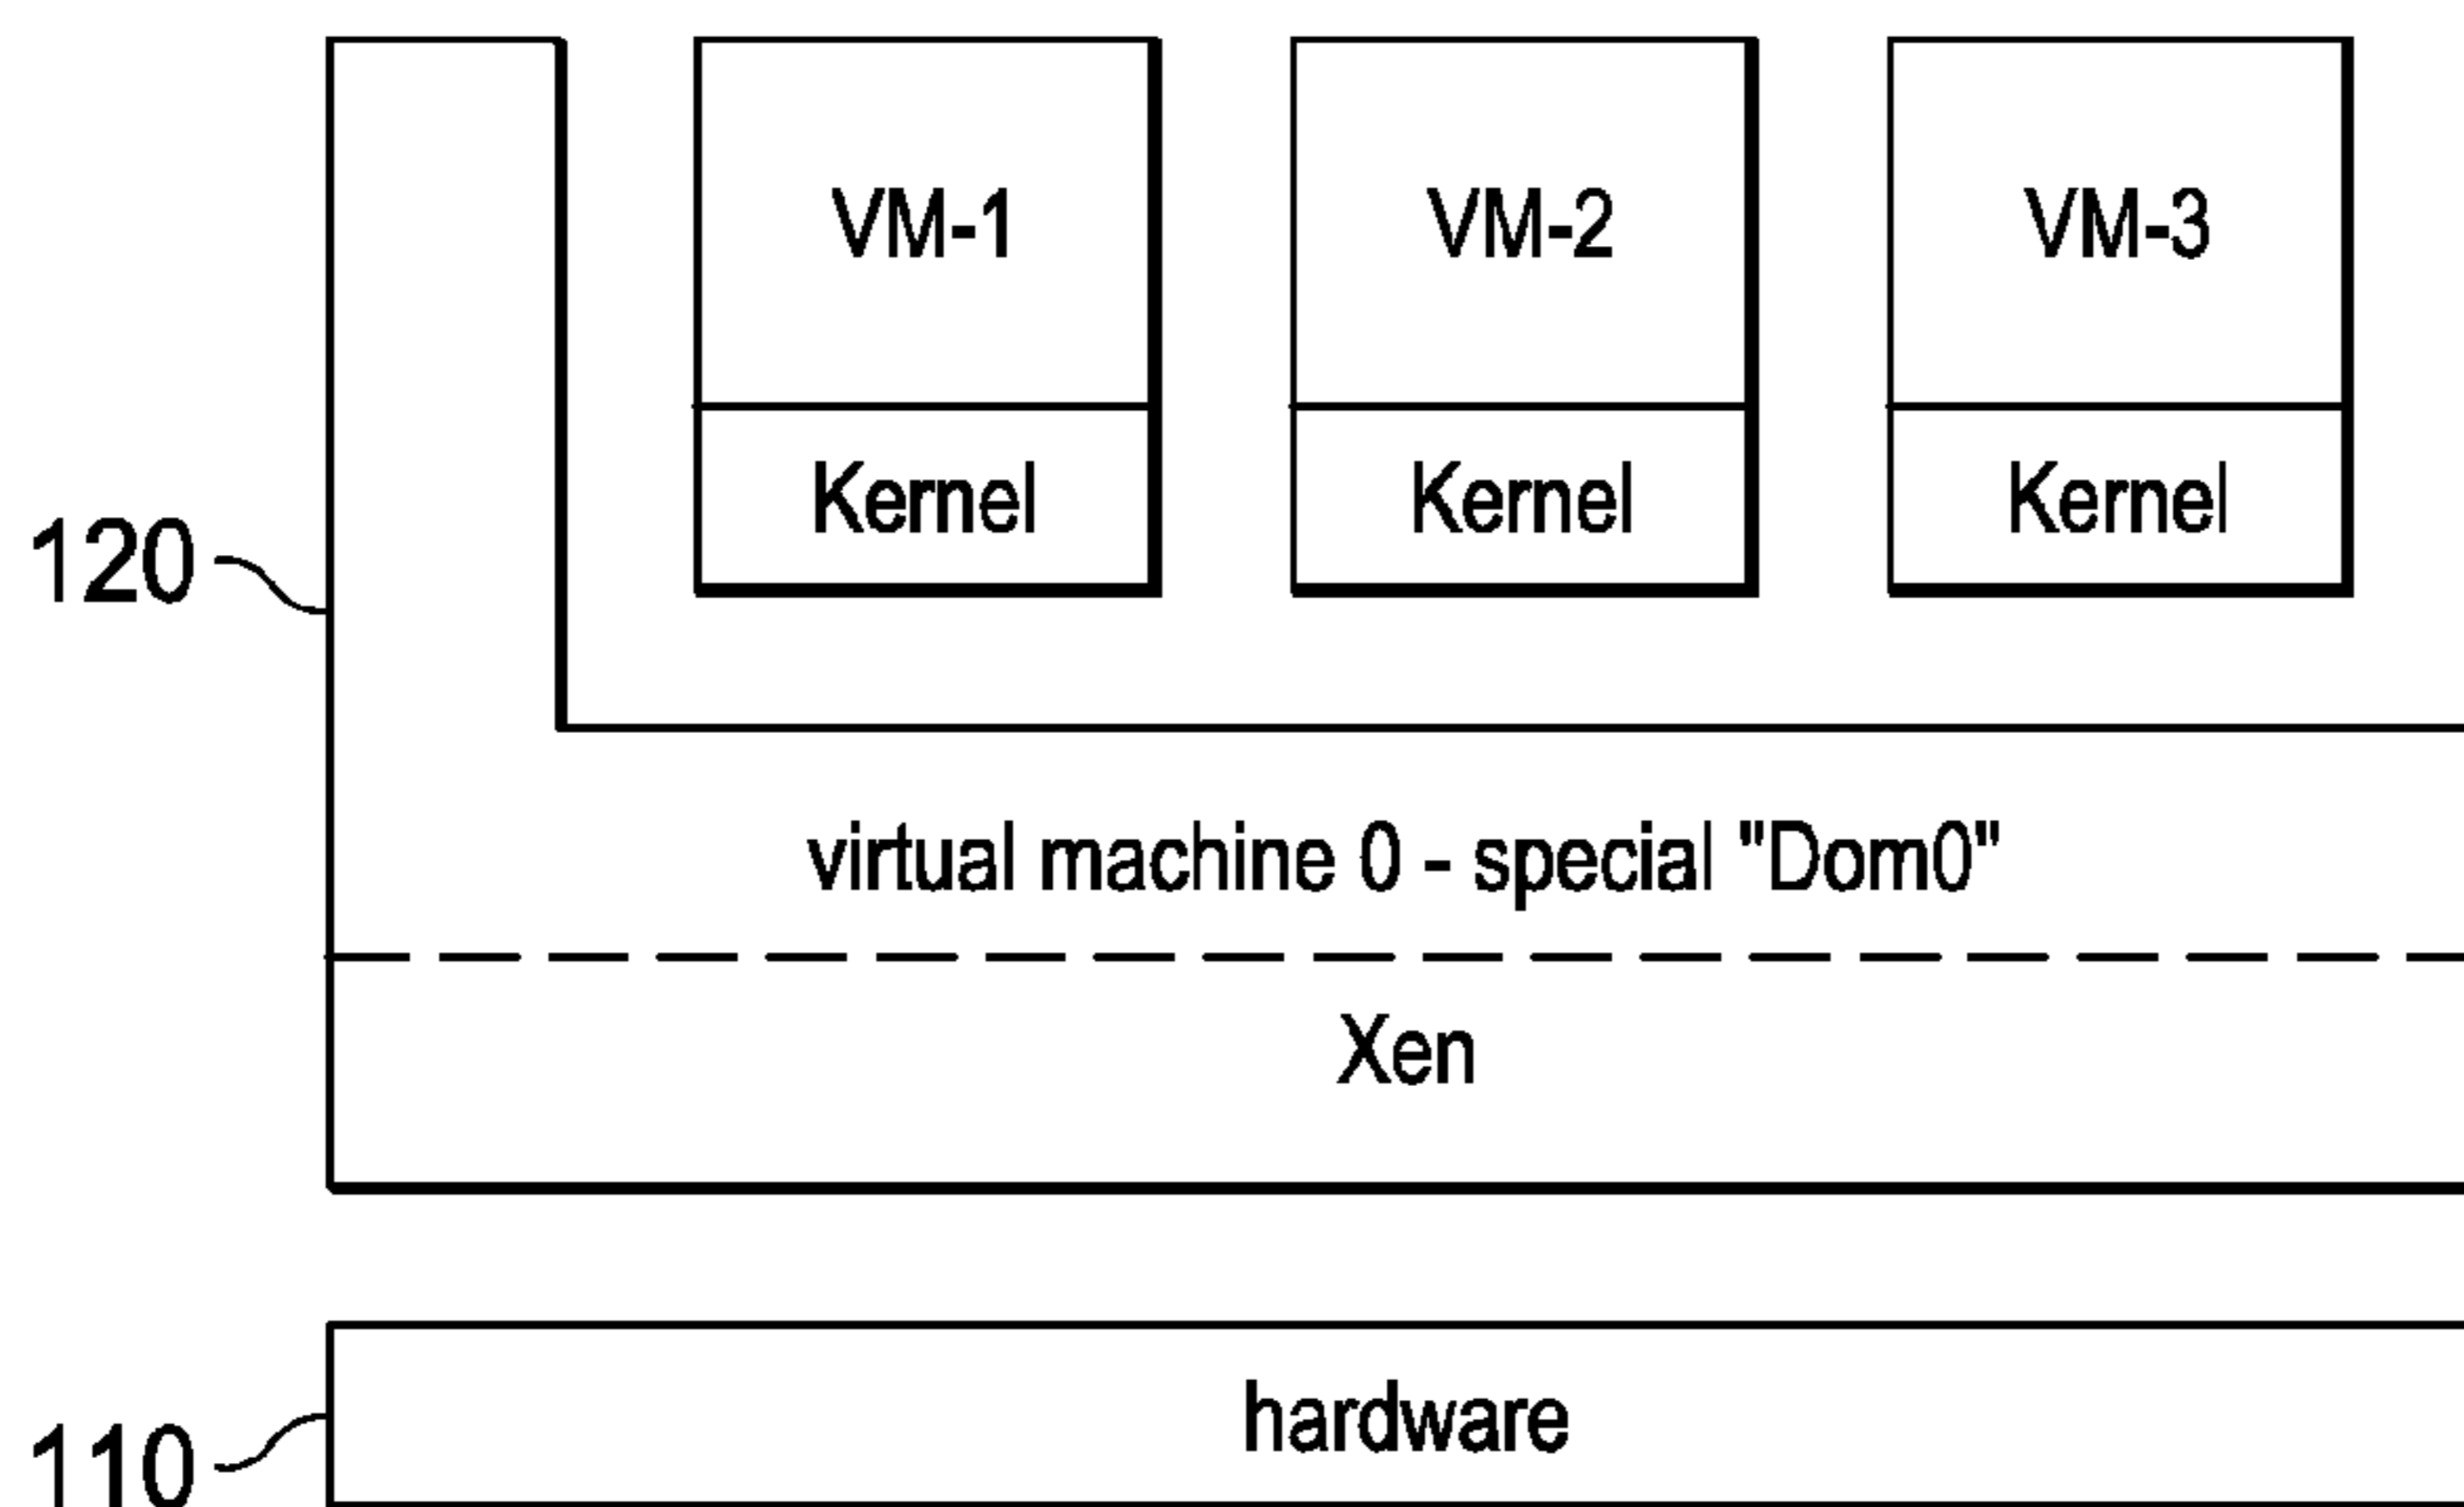 VM-1 VM-2 VM-3
Kernel Kernel Kernel
120
virtual machine 0 - special "Dom0"
Xen
hardware
110